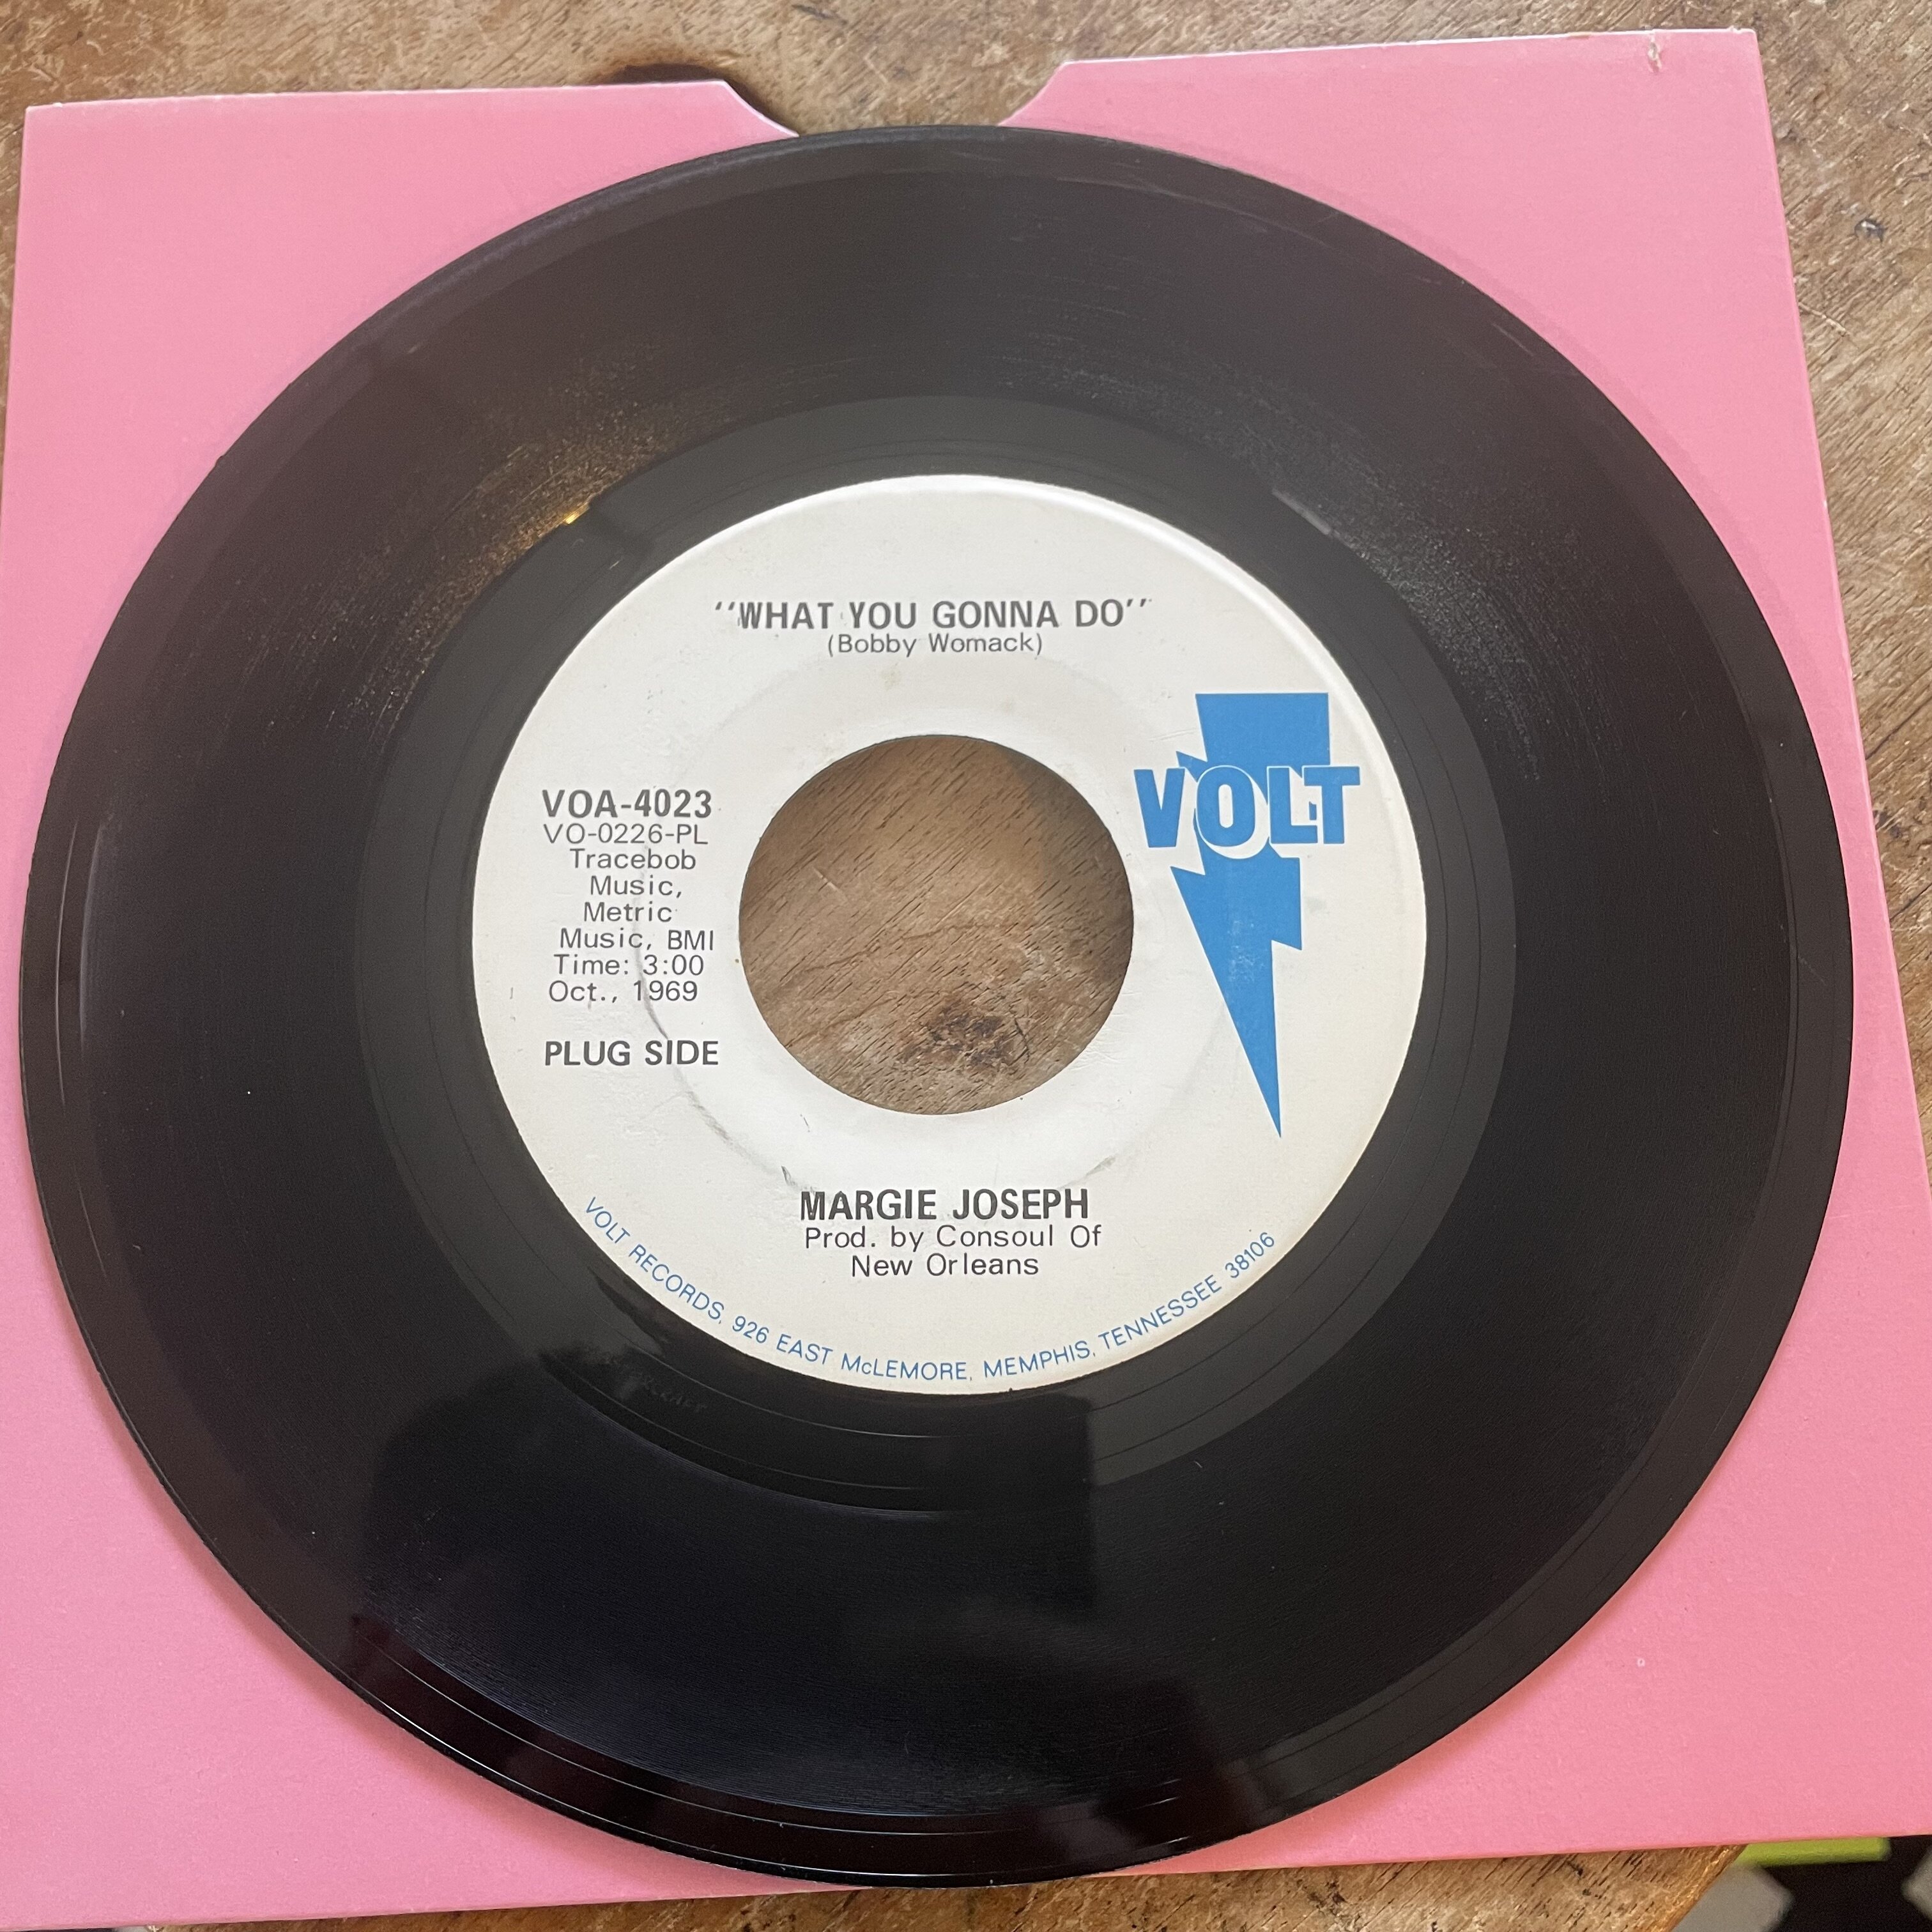 "WHAT YOU GONNA DO"
(Bobby Womack)
VOLT
VOA-4023
VO-0226-PL
Tracebob
Music,
Metric
Music, BMI
Time: 3:00
Oct., 1969
PLUG SIDE
MARGIE JOSEPH
Prod. by Consoul Of
New Orleans
VOLT RECORDS, 926 EAST McLEMORE, MEMPHIS, TENNESSEE 38106